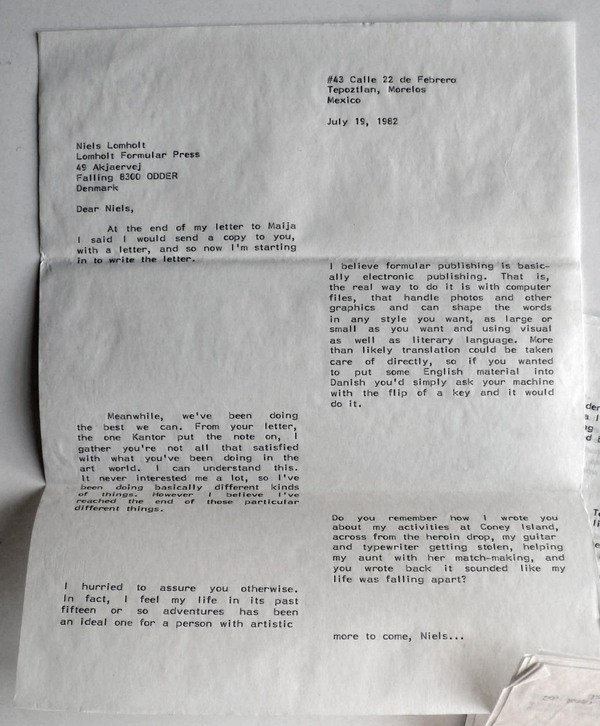 #43 Calle 22 de Febrero
Tepoztlan, Morelos
Mexico
July 19, 1982
Niels Lomholt
Lomholt Formular Press
49 Akjaervej
Falling 8300 ODDER
Denmark
Dear Niels,
At the end of my letter to Maija
I said I would send a copy to you,
with a letter, and so now I'm starting
in to write the letter.
I believe formular publishing is basic-
ally electronic publishing. That is,
the real way to do it is with computer
files, that handle photos and other
graphics and can shape the words
in any style you want, as large or
small as you want and using visual
as well as literary language. More
than likely translation could be taken
care of directly, so if you wanted
to put some English material into
Danish you'd simply ask your machine
with the flip of a key and it would
do it.
Meanwhile, we've been doing
the best we can. From your letter,
the one Kantor put the note on, I
gather you're not all that satisfied
with what you've been doing in the
art world. I can understand this.
It never interested me a lot, so I've
been doing basically different kinds
of things. However I believe I've
reached the end of those particular
different things.
Do you remember how I wrote you
about my activities at Coney Island,
across from the heroin drop, my guitar
and typewriter getting stolen, helping
my aunt with her match-making, and
you wrote back it sounded like my
life was falling apart?
I hurried to assure you otherwise.
In fact, I feel my life in its past
fifteen or so adventures has been
an ideal one for a person with artistic
more to come, Niels...